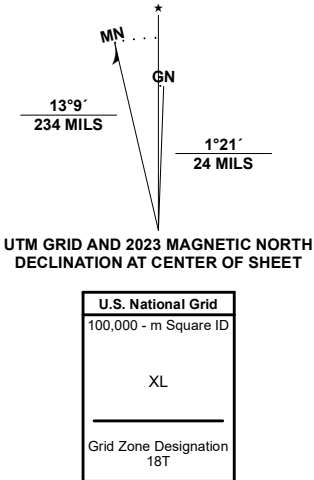 ★
MN
GN
13°9´
234 MILS
1°21´
24 MILS
UTM GRID AND 2023 MAGNETIC NORTH
DECLINATION AT CENTER OF SHEET
U.S. National Grid
100,000 - m Square ID
XL
Grid Zone Designation
18T